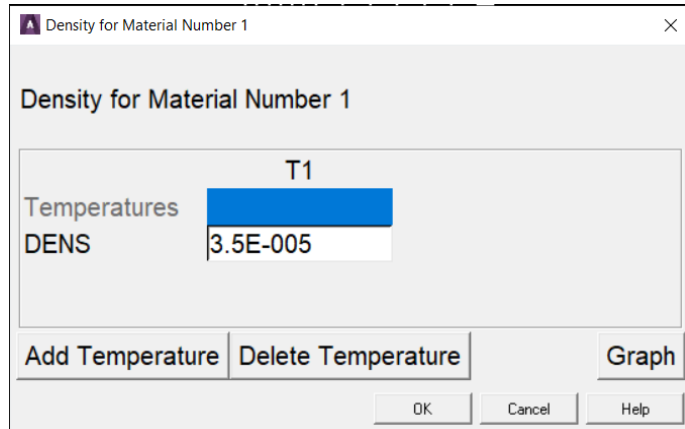 Density for Material Number 1
Density for Material Number 1
T1
Temperatures
DENS 3.5E-005
Add Temperature Delete Temperature Graph
OK Cancel Help